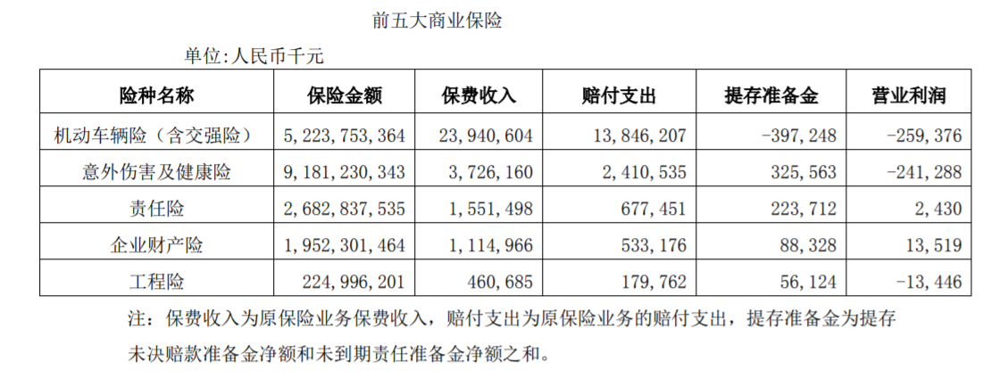 前五大商业保险
单位:人民币千元
险种名称 保险金额 保费收入 赔付支出 提存准备金 营业利润
机动车辆险（含交强险） 5,223,753,364 23,940,604 13,846,207 -397,248 -259,376
意外伤害及健康险 9,181,230,343 3,726,160 2,410,535 325,563 -241,288
责任险 2,682,837,535 1,551,498 677,451 223,712 2,430
企业财产险 1,952,301,464 1,114,966 533,176 88,328 13,519
工程险 224,996,201 460,685 179,762 56,124 -13,446
注：保费收入为原保险业务保费收入，赔付支出为原保险业务的赔付支出，提存准备金为提存
未决赔款准备金净额和未到期责任准备金净额之和。